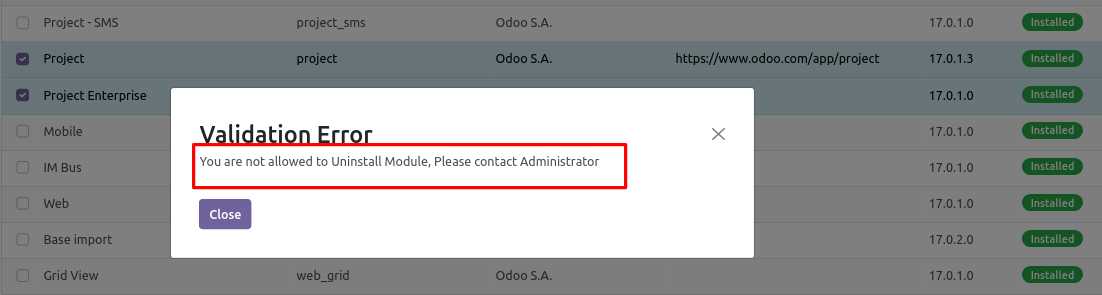 Project - SMS project_sms Odoo S.A. 17.0.1.0 Installed
Project project Odoo S.A. https://www.odoo.com/app/project 17.0.1.3 Installed
Project Enterprise 17.0.1.0 Installed
Validation Error
You are not allowed to Uninstall Module, Please contact Administrator
Close
Mobile 17.0.1.0 Installed
IM Bus 17.0.1.0 Installed
Web 17.0.1.0 Installed
Base import 17.0.2.0 Installed
Grid View web_grid Odoo S.A. 17.0.1.0 Installed